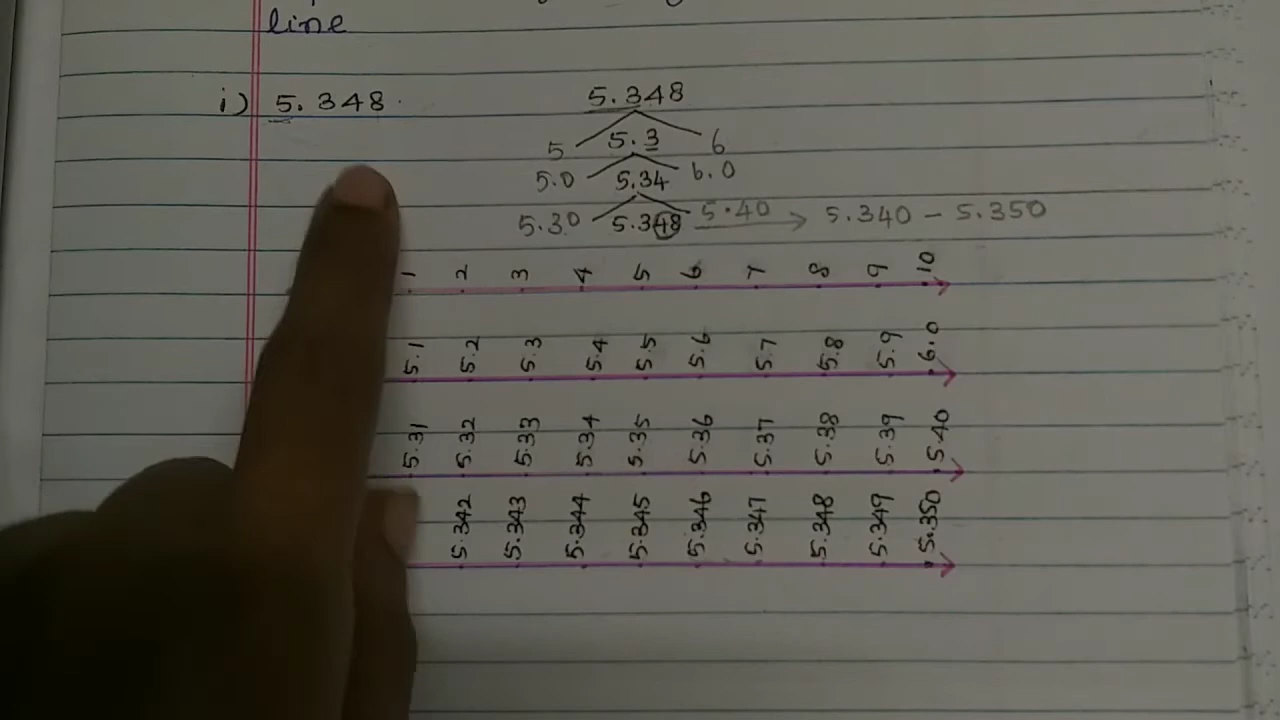 line
i) 5.348 5.348
5 5.3 6
5.0 5.34 6.0
5.30 5.348 5.40 → 5.340 - 5.350
1 2 3 4 5 6 7 8 9 10
5.1 5.2 5.3 5.4 5.5 5.6 5.7 5.8 5.9 6.0
5.31 5.32 5.33 5.34 5.35 5.36 5.37 5.38 5.39 5.40
5.342 5.343 5.344 5.345 5.346 5.347 5.348 5.349 5.350